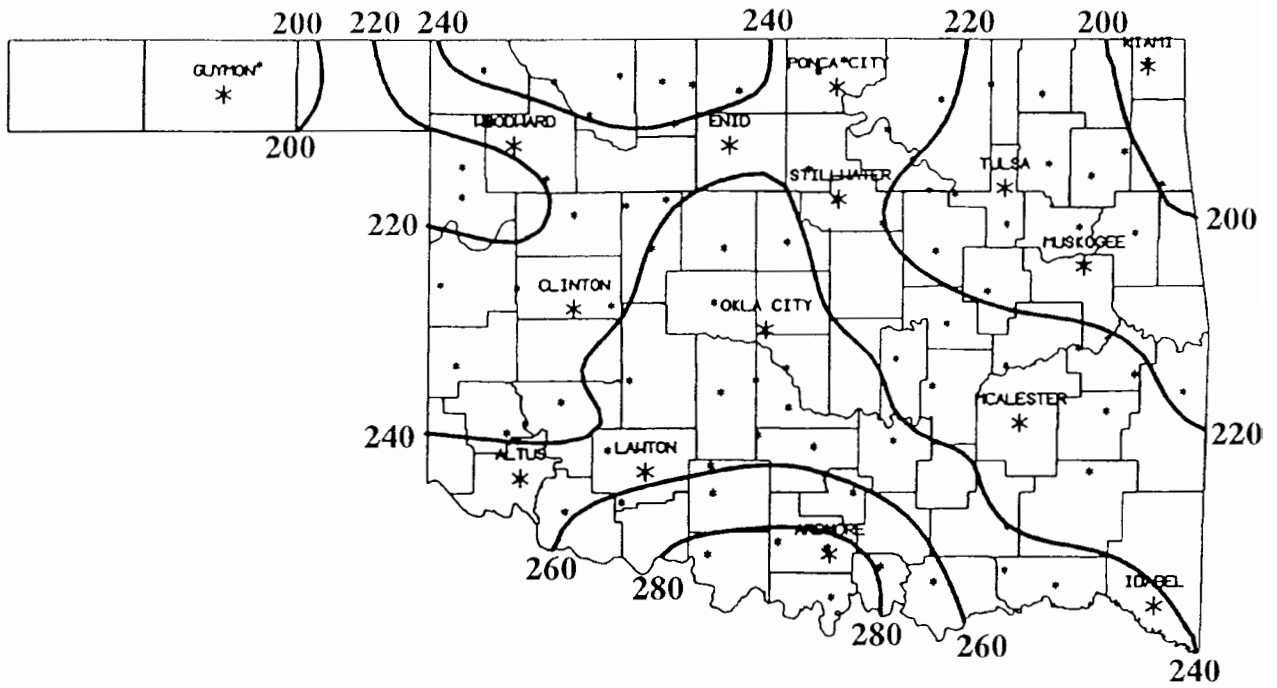 200 220 240 240 220 200
GUYMON
PONCA CITY
MIAMI
200
WOODWARD
ENID
STILLWATER
TULSA
220
200
MUSKOGEE
CLINTON
OKLA CITY
MCALESTER
240
220
ALTUS
LAWTON
ARDMORE
260
280
IDABEL
280
260
240